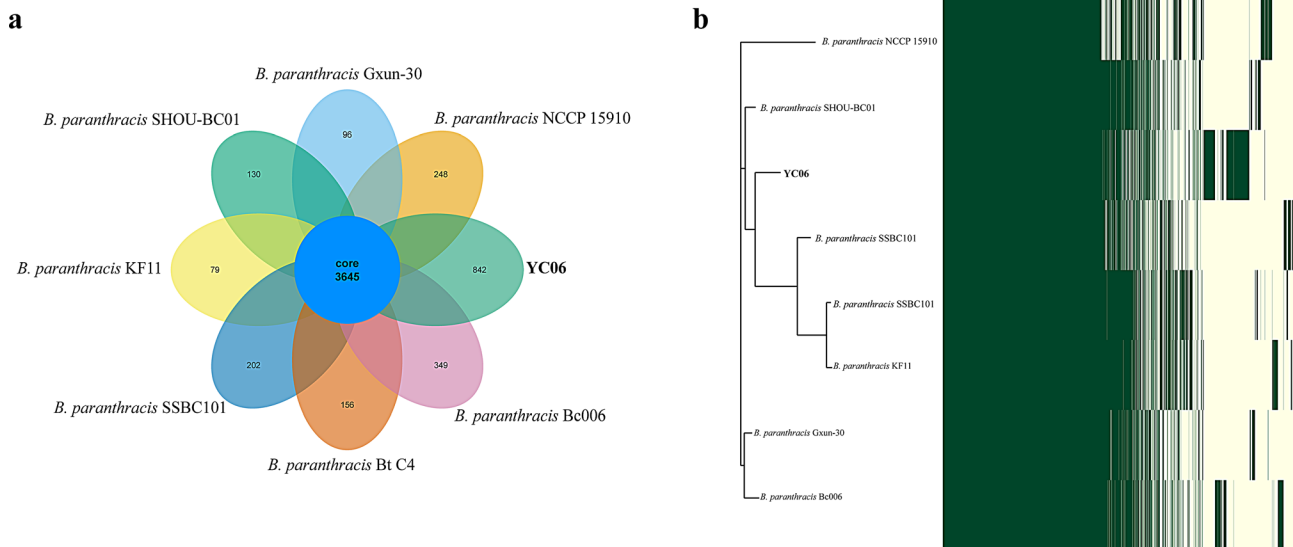 a
B. paranthracis Gxun-30
B. paranthracis SHOU-BC01
B. paranthracis NCCP 15910
96
130
248
B. paranthracis KF11
79
core
3645
842
YC06
202
349
156
B. paranthracis SSBC101
B. paranthracis Bc006
B. paranthracis Bt C4
b
B. paranthracis NCCP 15910
B. paranthracis SHOU-BC01
YC06
B. paranthracis SSBC101
B. paranthracis SSBC101
B. paranthracis KF11
B. paranthracis Gxun-30
B. paranthracis Bc006